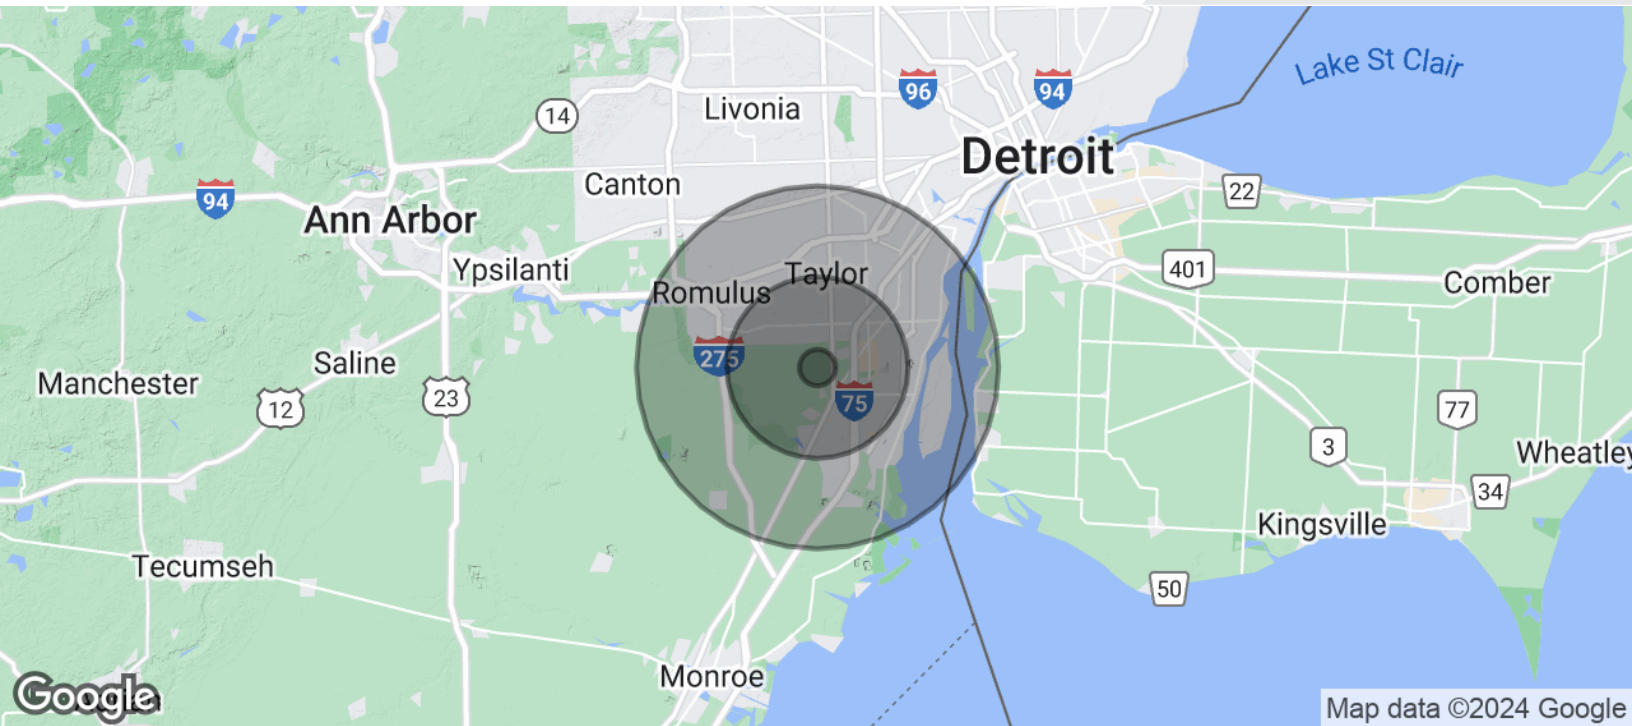 Lake St Clair
96
94
Livonia
14
Detroit
Canton
22
94
Ann Arbor
Ypsilanti
Taylor
401
Romulus
Comber
275
Saline
Manchester
23
12
75
77
3
Wheatley
34
Kingsville
Tecumseh
50
Monroe
Google
Adrian
Map data ©2024 Google